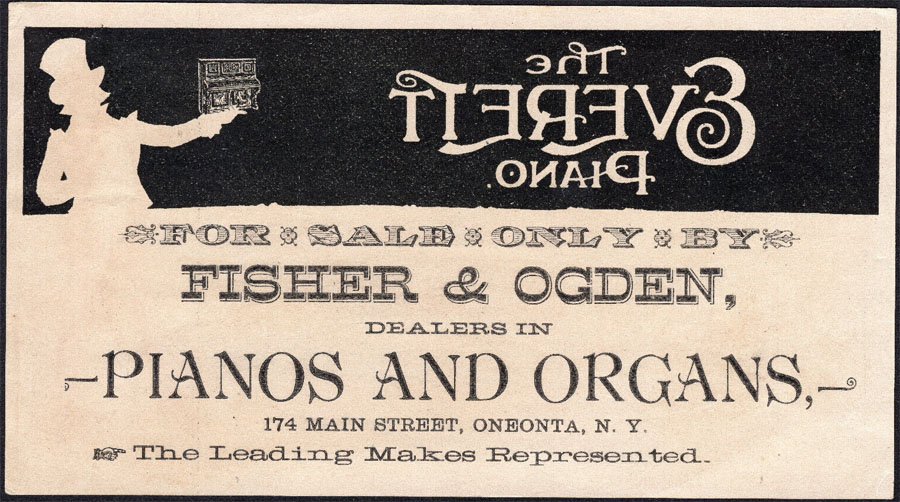 The
EVERETT
PIANO.
FOR SALE ONLY BY
FISHER & OGDEN,
DEALERS IN
PIANOS AND ORGANS,
174 MAIN STREET, ONEONTA, N. Y.
☞ The Leading Makes Represented.